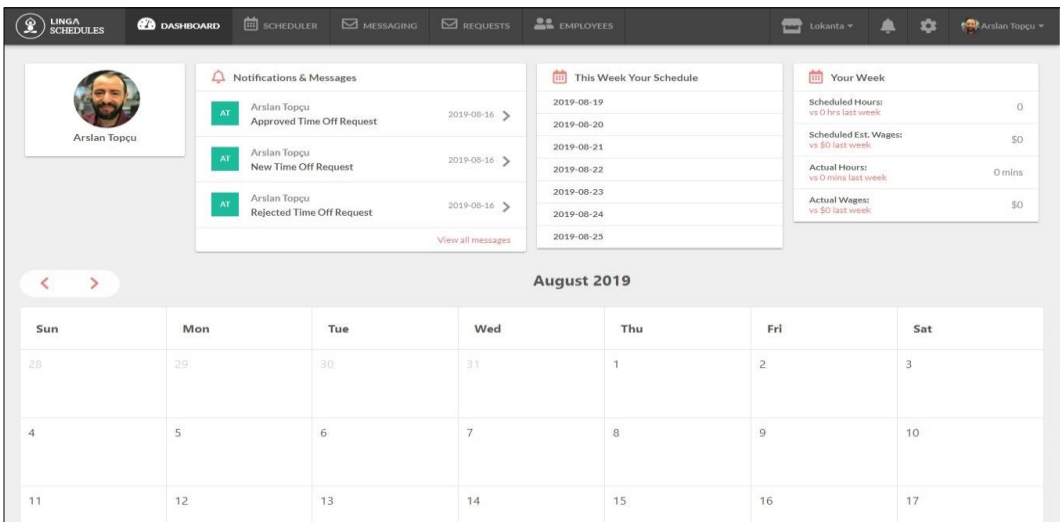 LINGA
SCHEDULES
DASHBOARD
SCHEDULER
MESSAGING
REQUESTS
EMPLOYEES
Lokanta
Arslan Topçu
Arslan Topçu
Notifications & Messages
AT
Arslan Topçu
Approved Time Off Request
2019-08-16
AT
Arslan Topçu
New Time Off Request
2019-08-16
AT
Arslan Topçu
Rejected Time Off Request
2019-08-16
View all messages
This Week Your Schedule
2019-08-19
2019-08-20
2019-08-21
2019-08-22
2019-08-23
2019-08-24
2019-08-25
Your Week
Scheduled Hours:
vs 0 hrs last week
0
Scheduled Est. Wages:
vs $0 last week
$0
Actual Hours:
vs 0 mins last week
0 mins
Actual Wages:
vs $0 last week
$0
August 2019
Sun Mon Tue Wed Thu Fri Sat
28 29 30 31 1 2 3
4 5 6 7 8 9 10
11 12 13 14 15 16 17